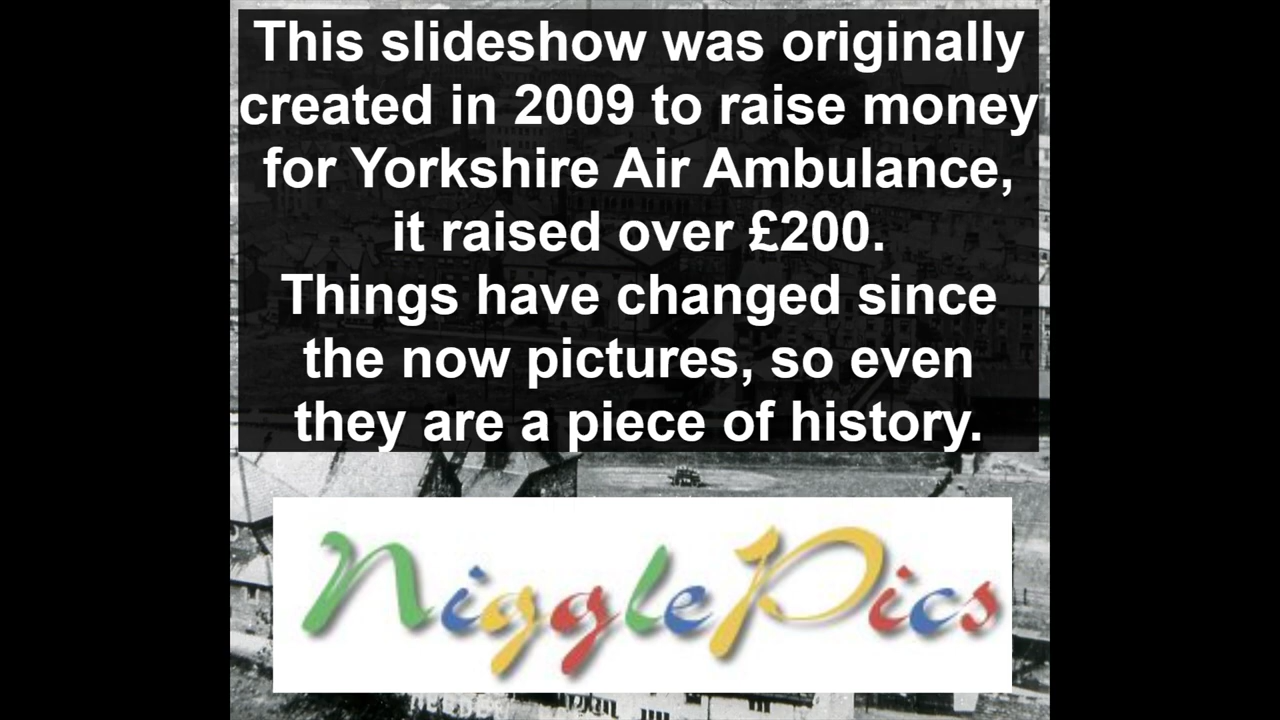 This slideshow was originally
created in 2009 to raise money
for Yorkshire Air Ambulance,
it raised over £200.
Things have changed since
the now pictures, so even
they are a piece of history.
NigglePics